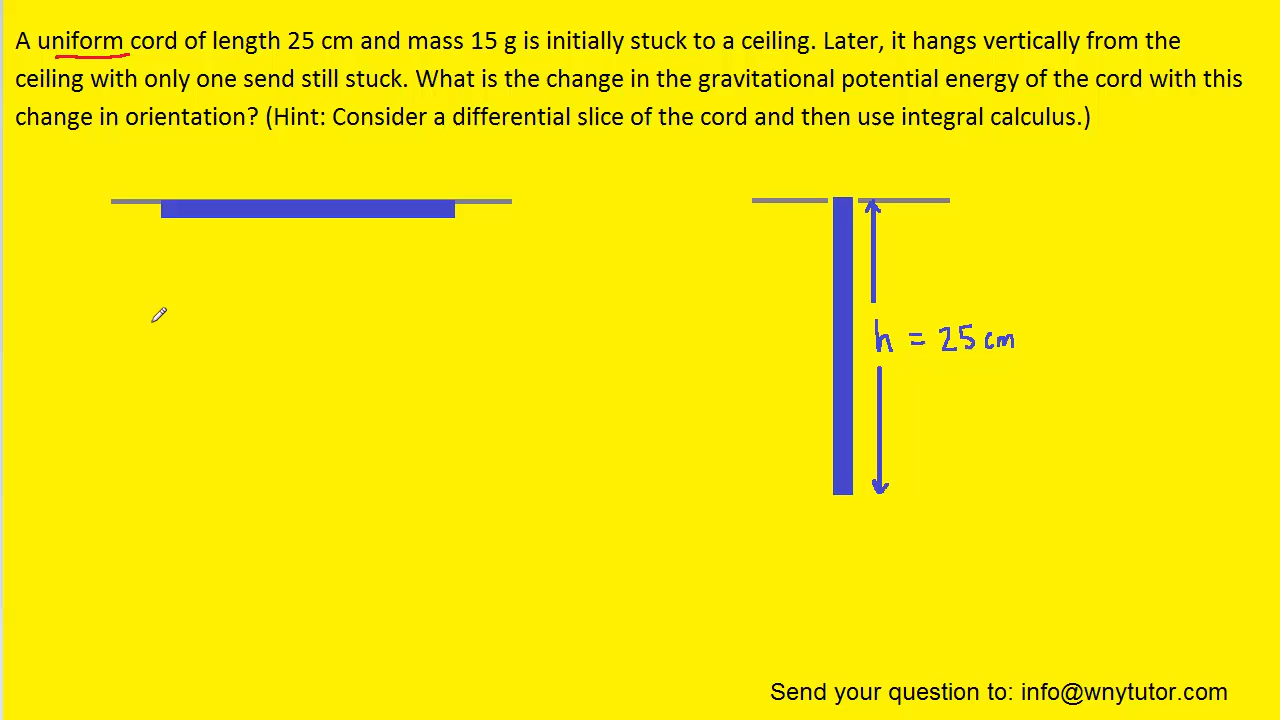 A uniform cord of length 25 cm and mass 15 g is initially stuck to a ceiling. Later, it hangs vertically from the
ceiling with only one send still stuck. What is the change in the gravitational potential energy of the cord with this
change in orientation? (Hint: Consider a differential slice of the cord and then use integral calculus.)
h = 25 cm
Send your question to: info@wnytutor.com